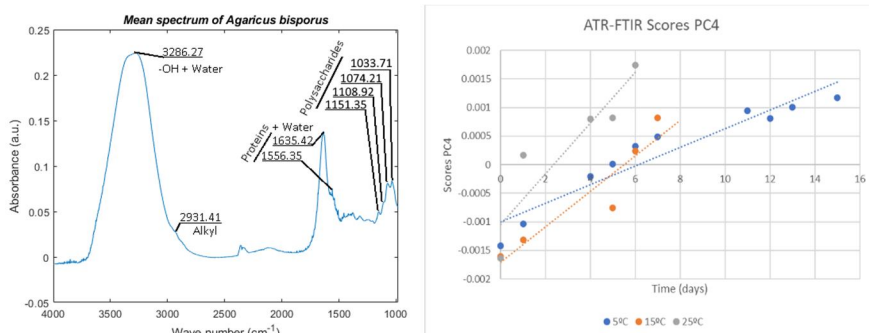 Mean spectrum of Agaricus bisporus
0.25
0.2
0.15
0.1
0.05
0
-0.05
4000 3500 3000 2500 2000 1500 1000
Absorbance (a.u.)
Wave number (cm⁻¹)
3286.27
-OH + Water
2931.41
Alkyl
Proteins + Water
1635.42
1556.35
Polysaccharides
1033.71
1074.21
1108.92
1151.35
ATR-FTIR Scores PC4
0.002
0.0015
0.001
0.0005
0
-0.0005
-0.001
-0.0015
-0.002
Scores PC4
0 2 4 6 8 10 12 14 16
Time (days)
5ºC 15ºC 25ºC